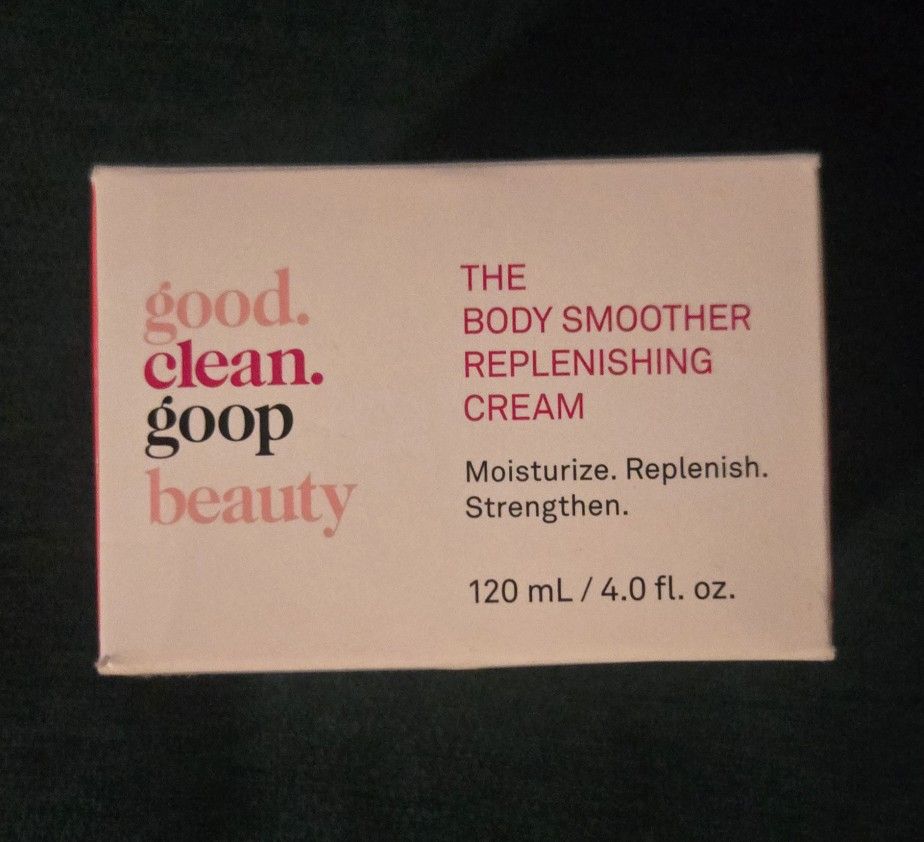 good.
clean.
goop
beauty
THE
BODY SMOOTHER
REPLENISHING
CREAM
Moisturize. Replenish.
Strengthen.
120 mL / 4.0 fl. oz.